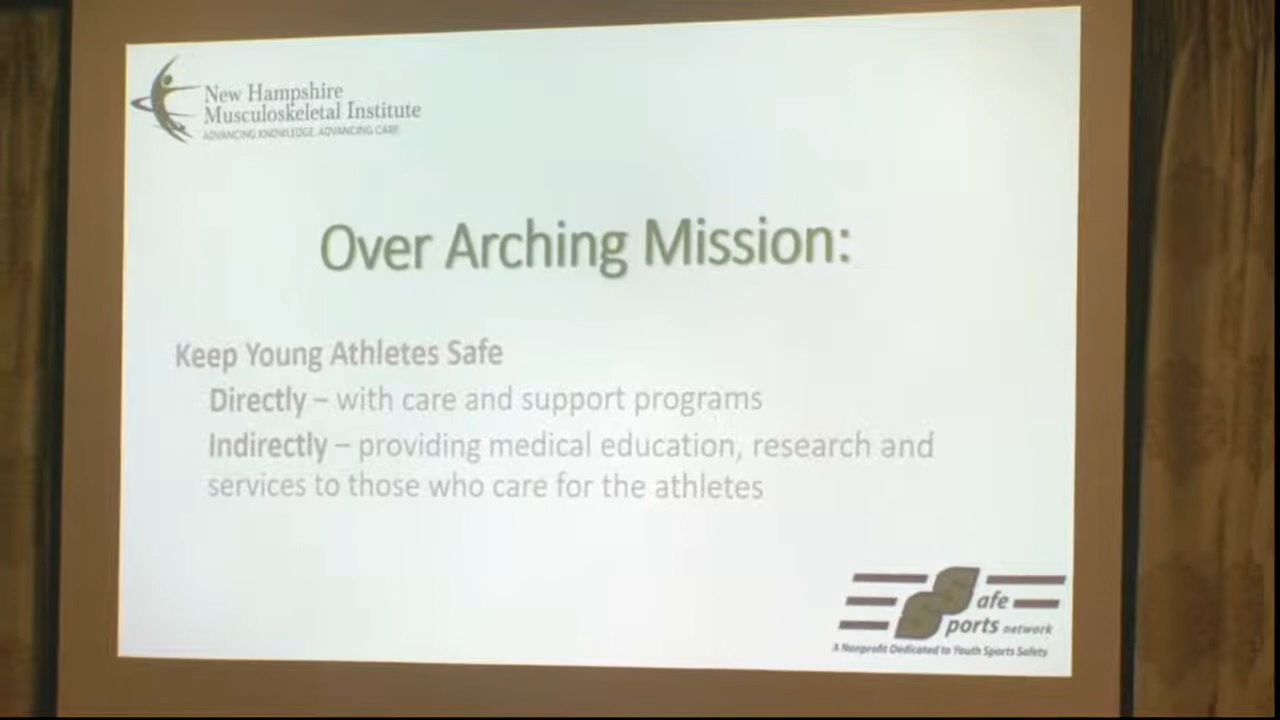 New Hampshire
Musculoskeletal Institute
ADVANCING KNOWLEDGE. ADVANCING CARE.
Over Arching Mission:
Keep Young Athletes Safe
Directly – with care and support programs
Indirectly – providing medical education, research and
services to those who care for the athletes
Safe
Sports network
A Nonprofit Dedicated to Youth Sports Safety